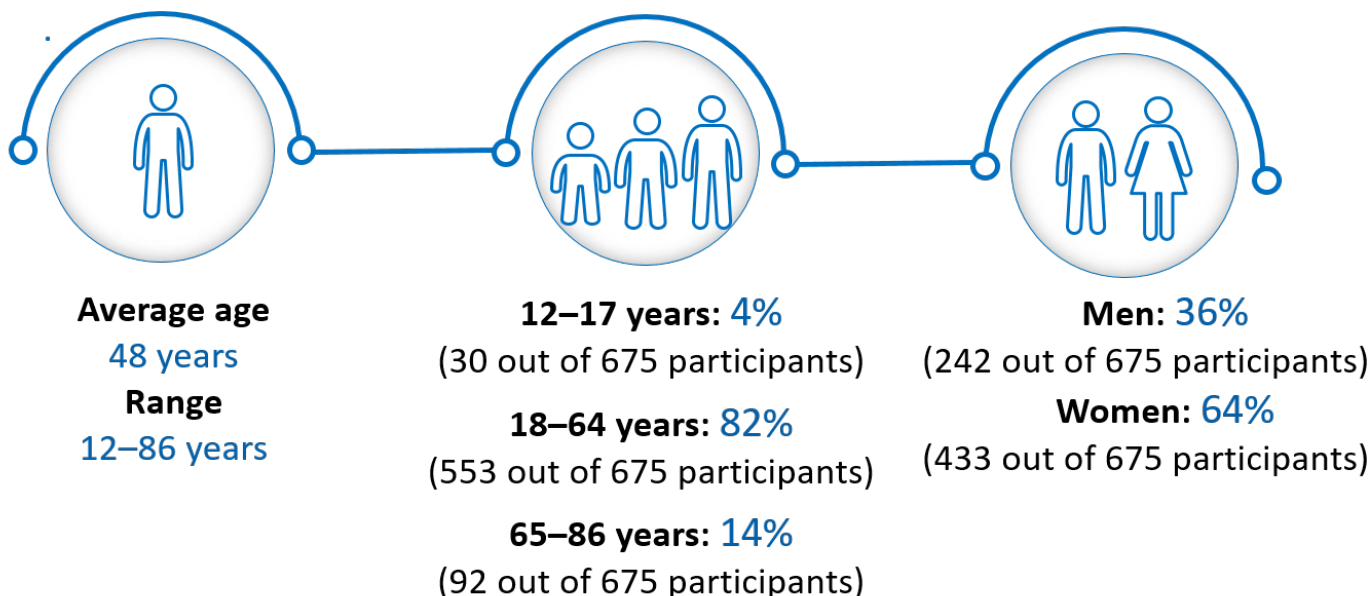 Average age
48 years
Range
12–86 years
12–17 years: 4%
(30 out of 675 participants)
18–64 years: 82%
(553 out of 675 participants)
65–86 years: 14%
(92 out of 675 participants)
Men: 36%
(242 out of 675 participants)
Women: 64%
(433 out of 675 participants)